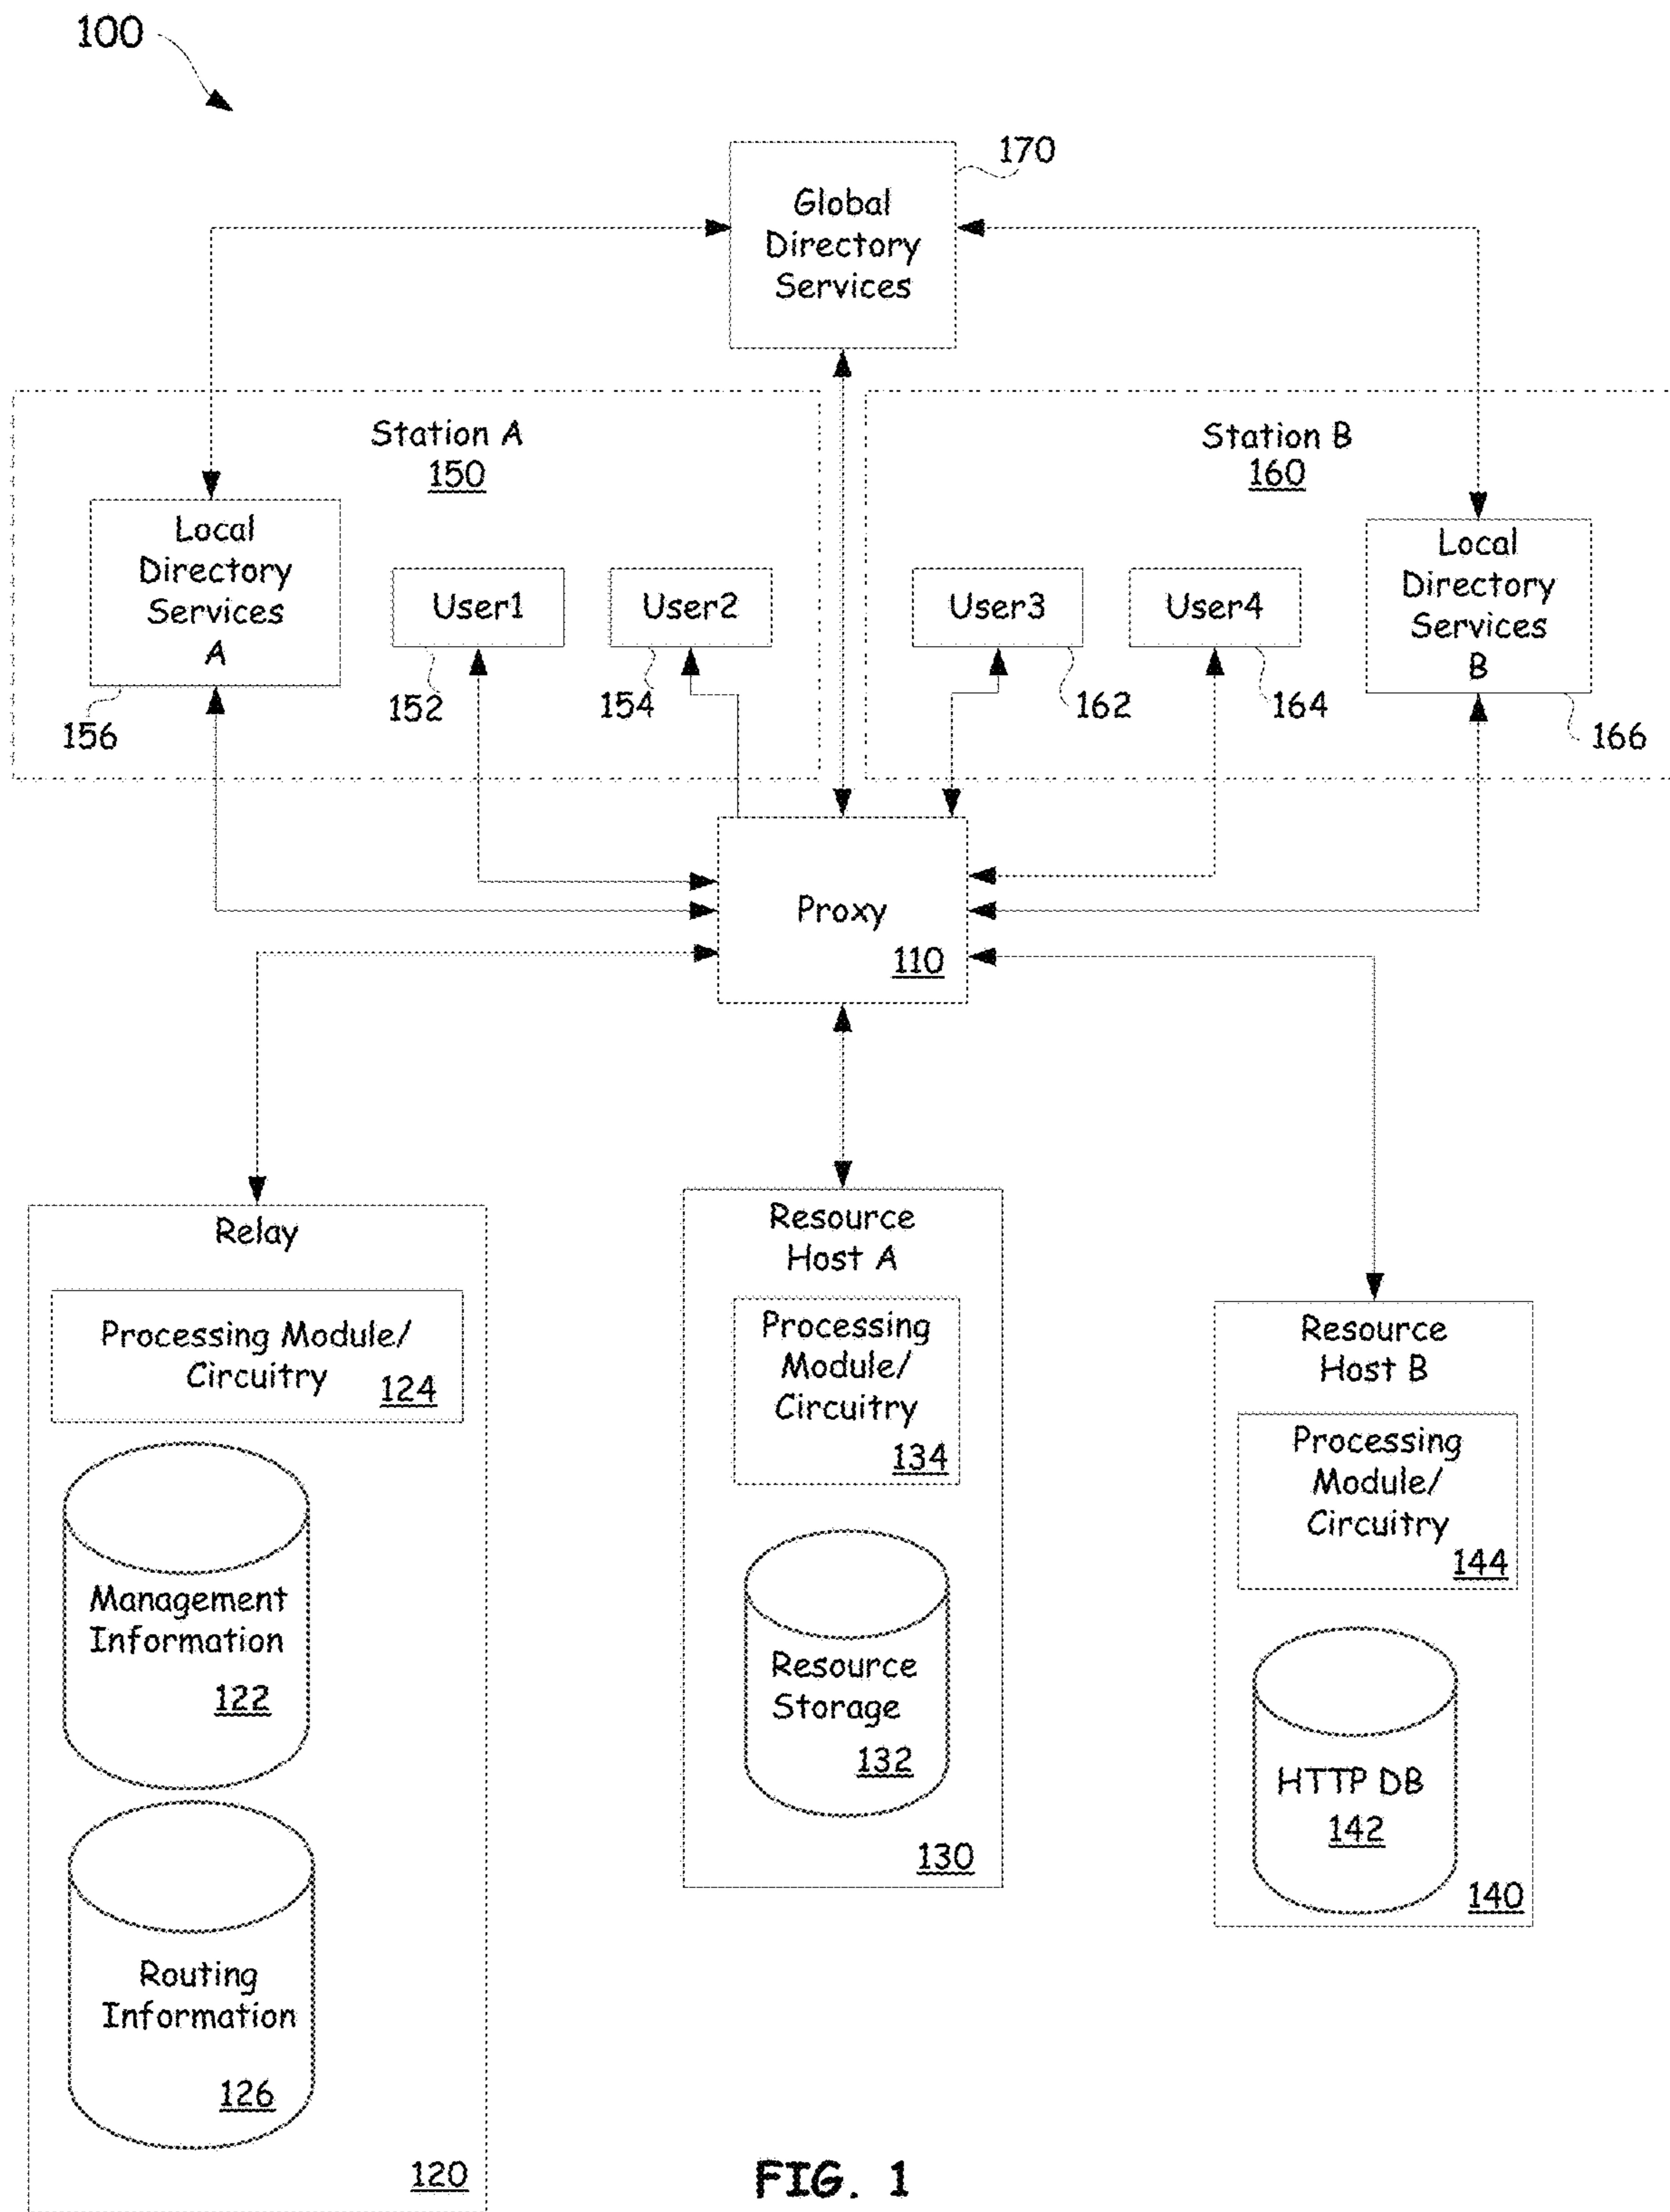 100
170
Global
Directory
Services
Station A
150
Station B
160
Local
Directory
Services
A
156
User1
152
User2
154
User3
162
User4
164
Local
Directory
Services
B
166
Proxy
110
Relay
Processing Module/
Circuitry
124
Management
Information
122
Routing
Information
126
120
Resource
Host A
Processing
Module/
Circuitry
134
Resource
Storage
132
130
Resource
Host B
Processing
Module/
Circuitry
144
HTTP DB
142
140
FIG. 1